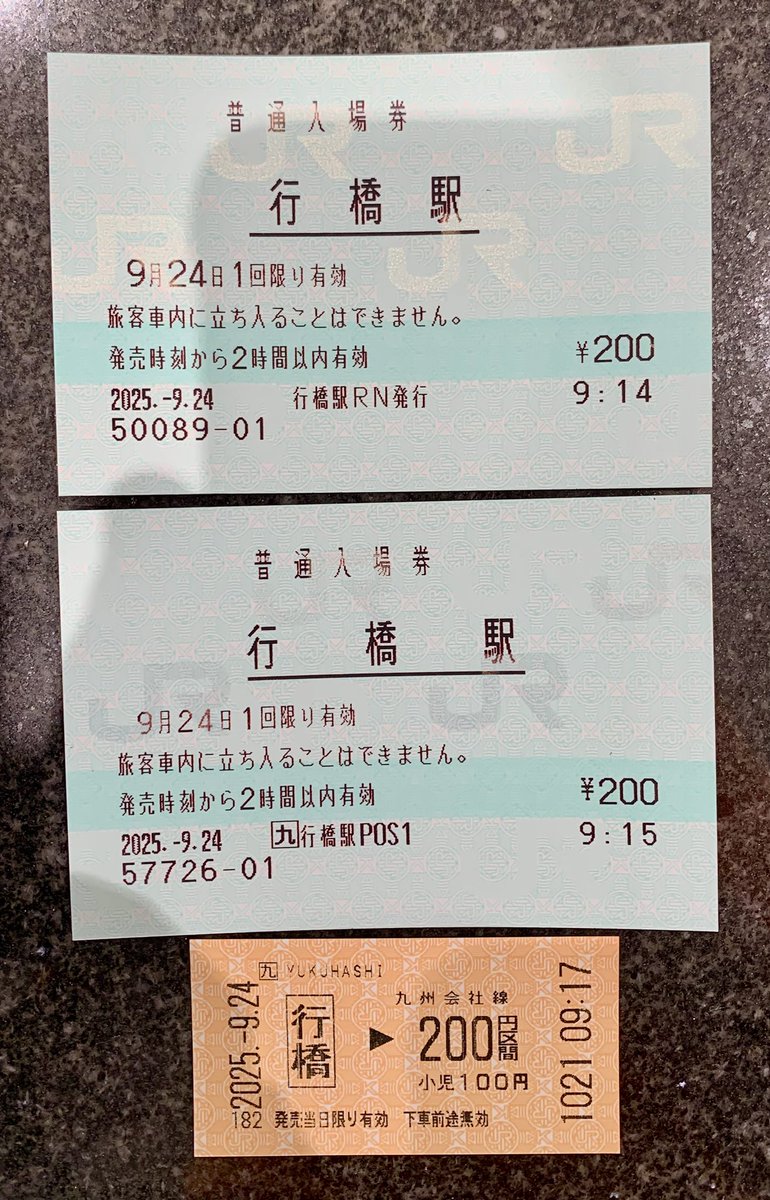 普通入場券
行橋駅
9月24日1回限り有効
旅客車内に立ち入ることはできません。
発売時刻から2時間以内有効 ¥200
2025.-9.24 行橋駅RN発行 9:14
50089-01
普通入場券
行橋駅
9月24日1回限り有効
旅客車内に立ち入ることはできません。
発売時刻から2時間以内有効 ¥200
2025.-9.24 九行橋駅POS1 9:15
57726-01
九 YUKUHASHI
九州会社線
行橋 ▶ 200円区間
小児100円
2025.-9.24
1021 09:17
182 発売当日限り有効 下車前途無効